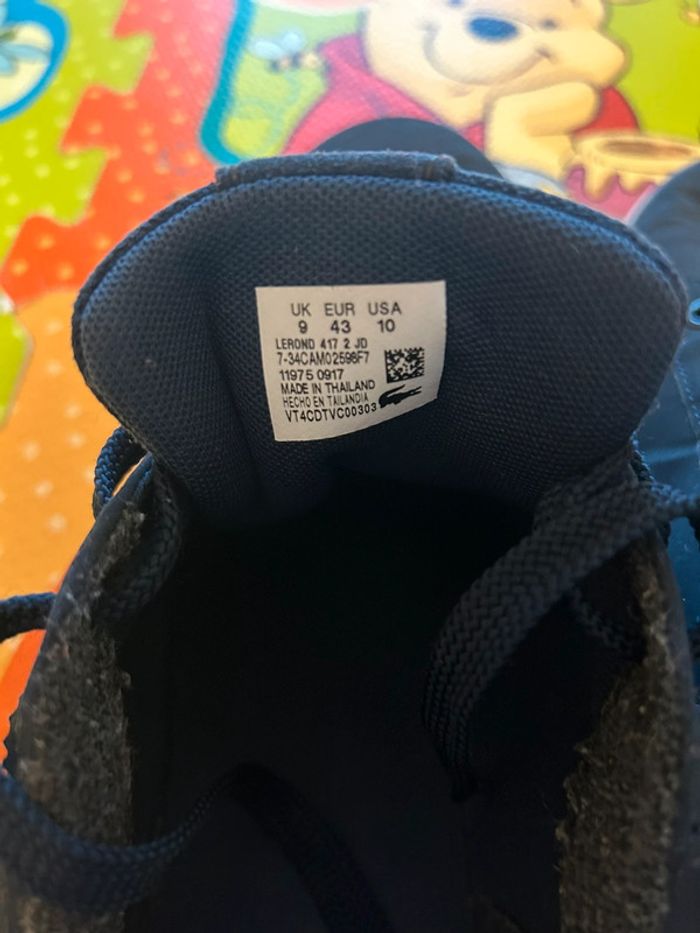 UK EUR USA
9 43 10
LEROND 417 2 JD
7-34CAM02598F7
11975 0917
MADE IN THAILAND
HECHO EN TAILANDIA
VT4CDTVC00303